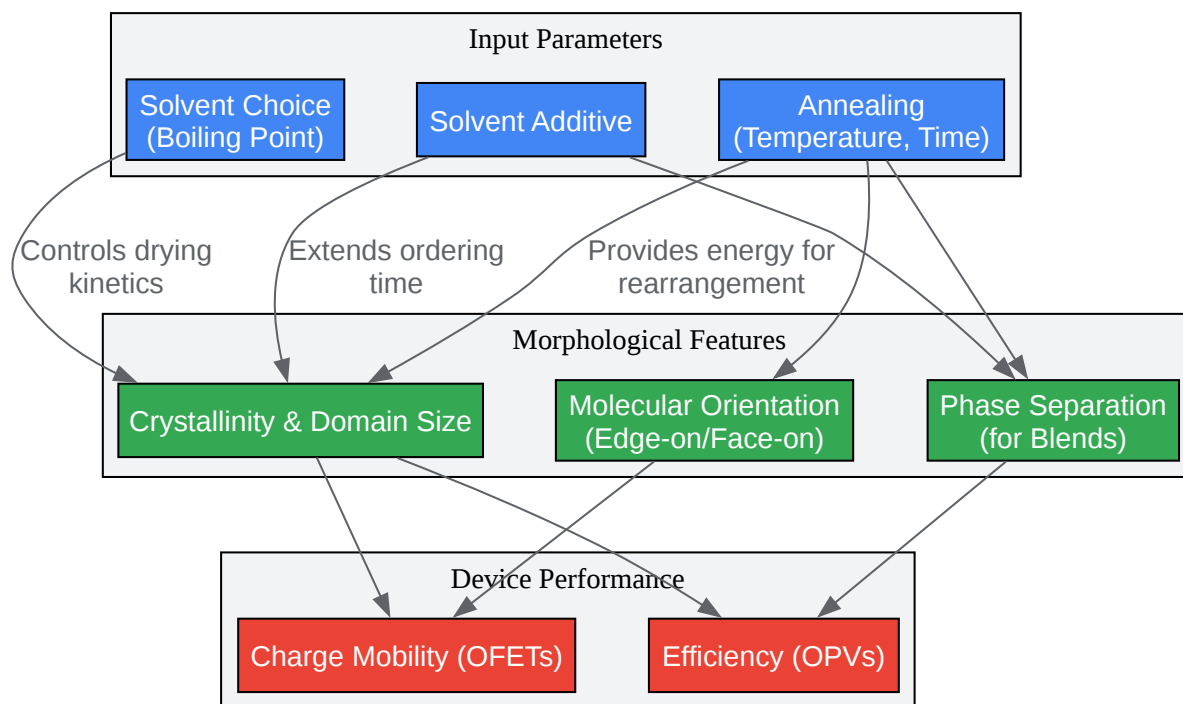 Input Parameters
Solvent Choice
(Boiling Point)
Solvent Additive
Annealing
(Temperature, Time)
Controls drying
kinetics
Extends ordering
time
Provides energy for
rearrangement
Morphological Features
Crystallinity & Domain Size
Molecular Orientation
(Edge-on/Face-on)
Phase Separation
(for Blends)
Device Performance
Charge Mobility (OFETs)
Efficiency (OPVs)